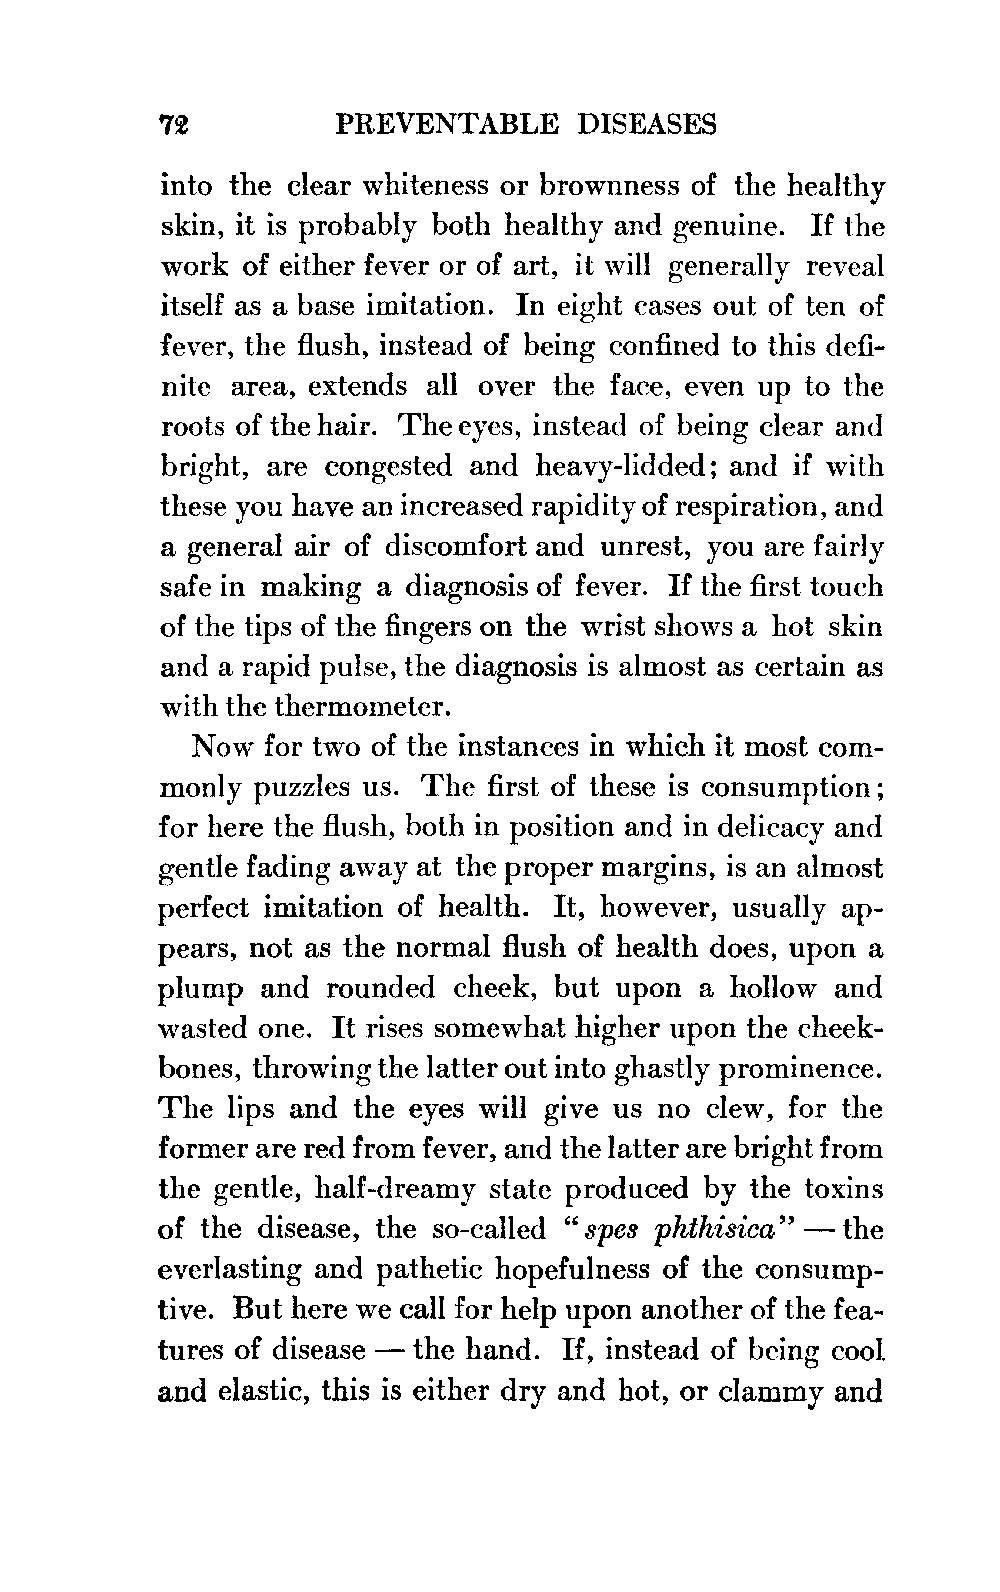 72 PREVENTABLE DISEASES
into the clear whiteness or brownness of the healthy
skin, it is probably both healthy and genuine. If the
work of either fever or of art, it will generally reveal
itself as a base imitation. In eight cases out of ten of
fever, the flush, instead of being confined to this defi-
nite area, extends all over the face, even up to the
roots of the hair. The eyes, instead of being clear and
bright, are congested and heavy-lidded; and if with
these you have an increased rapidity of respiration, and
a general air of discomfort and unrest, you are fairly
safe in making a diagnosis of fever. If the first touch
of the tips of the fingers on the wrist shows a hot skin
and a rapid pulse, the diagnosis is almost as certain as
with the thermometer.
Now for two of the instances in which it most com-
monly puzzles us. The first of these is consumption;
for here the flush, both in position and in delicacy and
gentle fading away at the proper margins, is an almost
perfect imitation of health. It, however, usually ap-
pears, not as the normal flush of health does, upon a
plump and rounded cheek, but upon a hollow and
wasted one. It rises somewhat higher upon the cheek-
bones, throwing the latter out into ghastly prominence.
The lips and the eyes will give us no clew, for the
former are red from fever, and the latter are bright from
the gentle, half-dreamy state produced by the toxins
of the disease, the so-called "spes phthisica" — the
everlasting and pathetic hopefulness of the consump-
tive. But here we call for help upon another of the fea-
tures of disease — the hand. If, instead of being cool
and elastic, this is either dry and hot, or clammy and